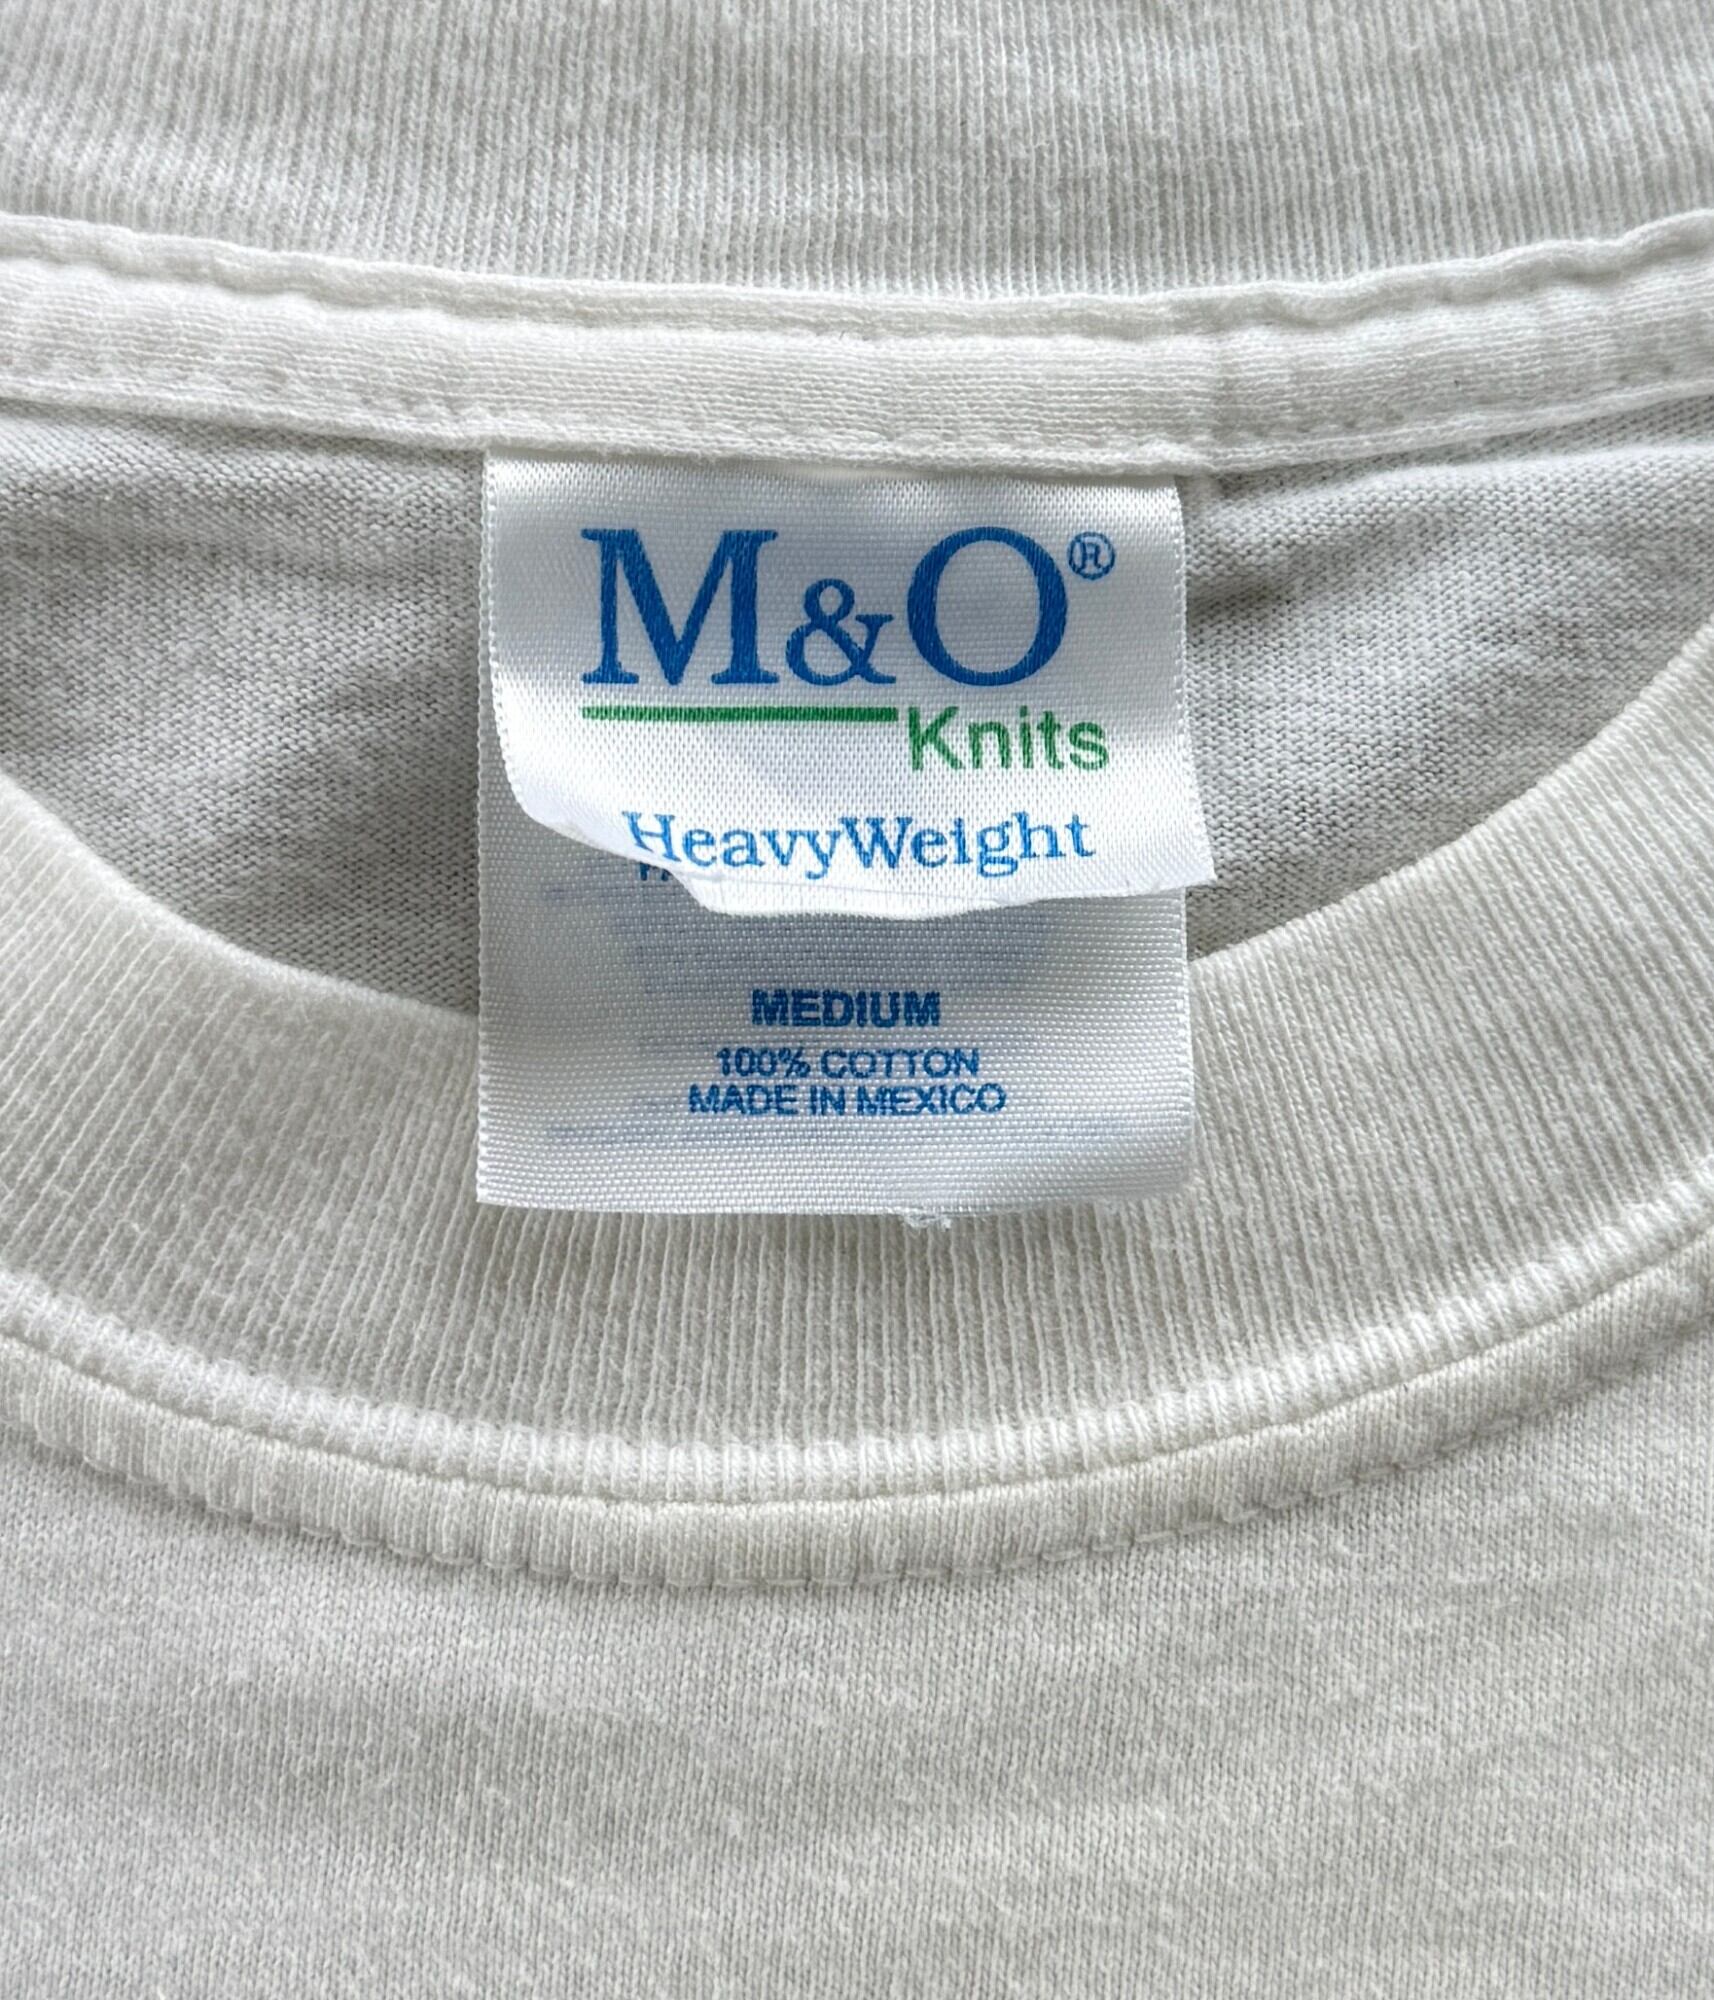 M&O®
Knits
HeavyWeight
MEDIUM
100% COTTON
MADE IN MEXICO